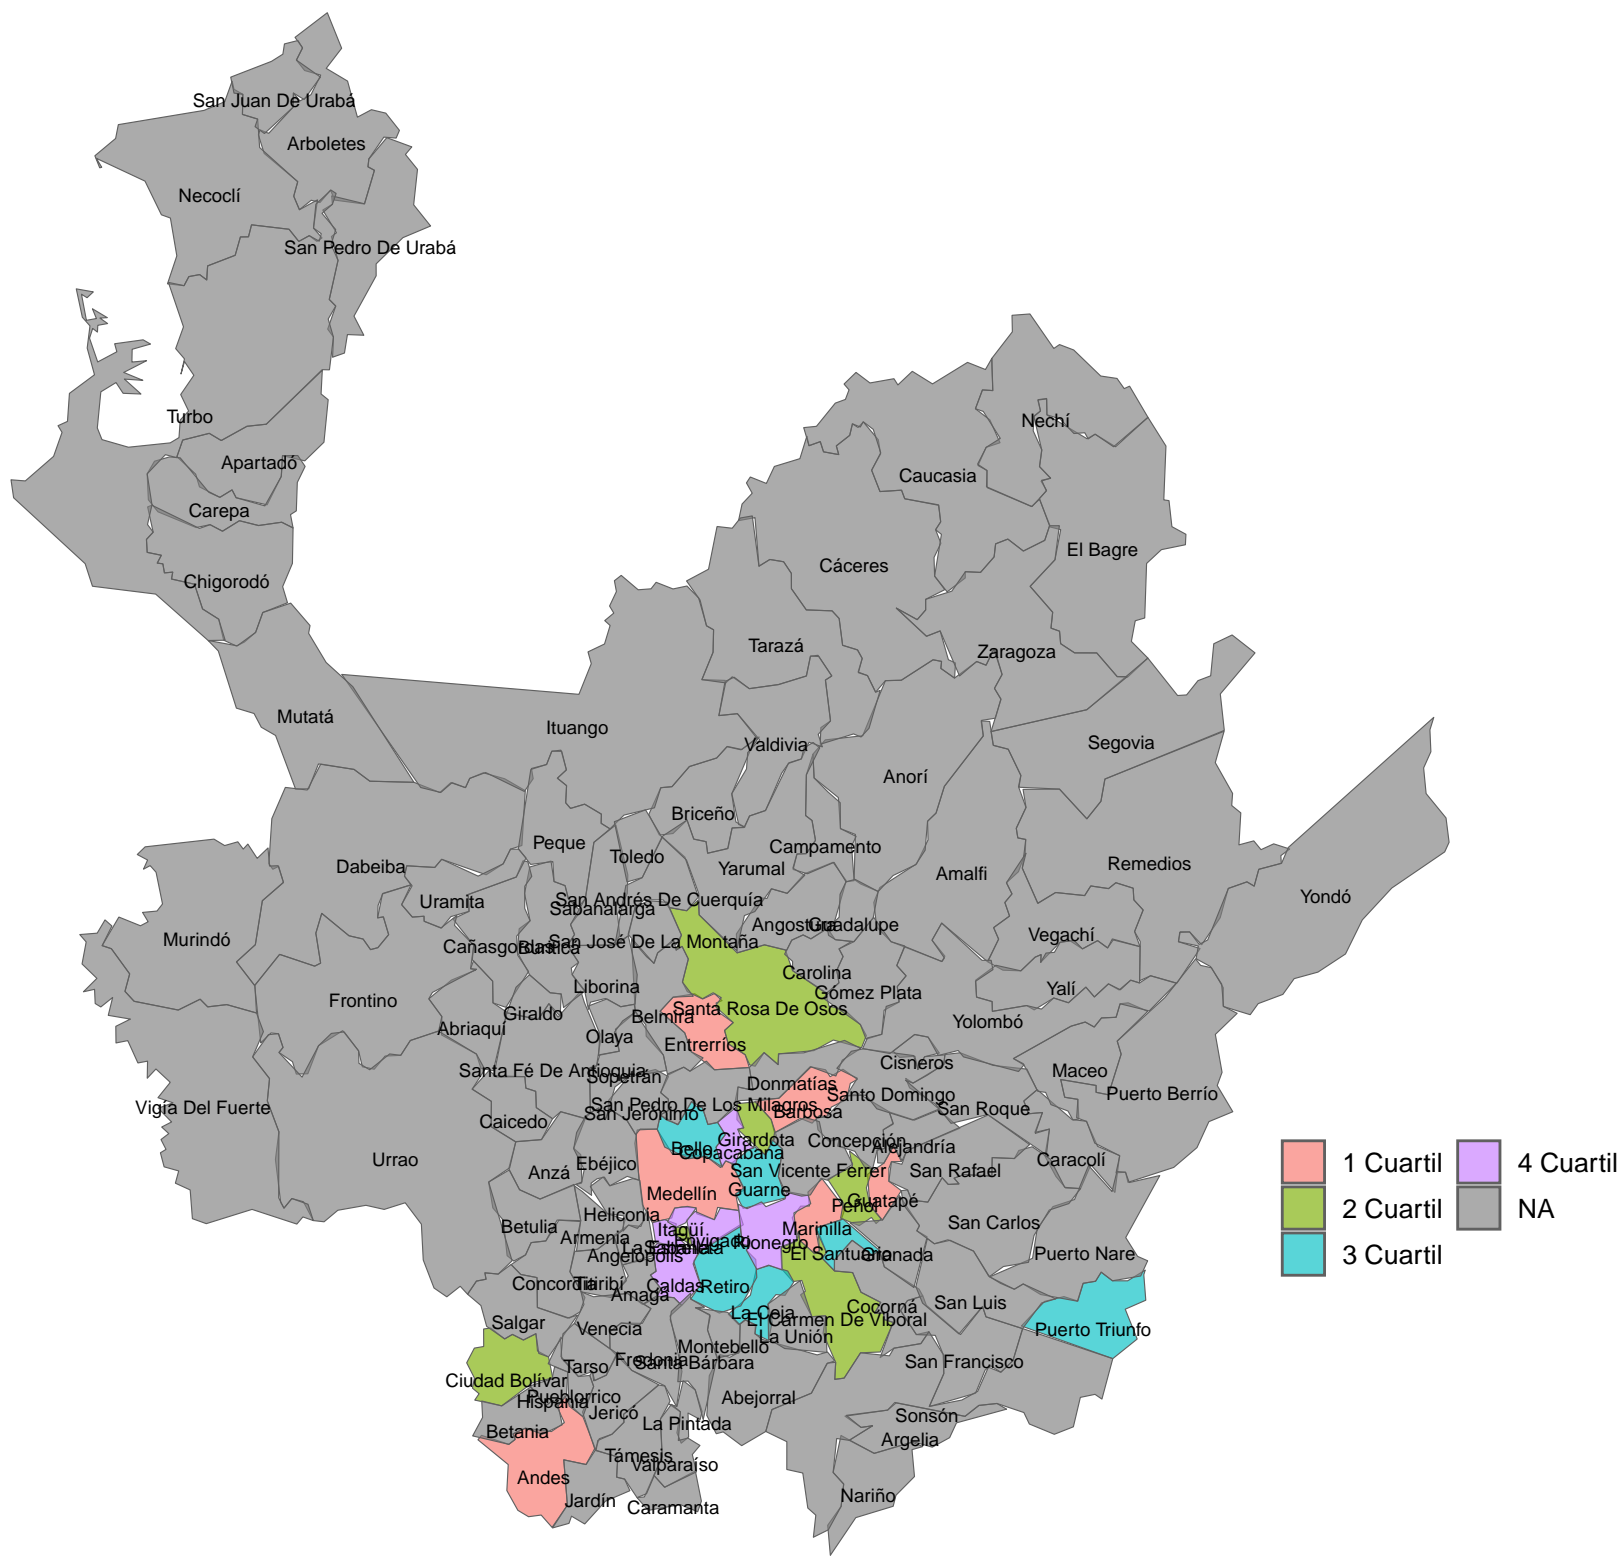 San Juan De Urabá
Arboletes
Necoclí
San Pedro De Urabá
Turbo
Nechí
Apartadó
Caucasia
Carepa
El Bagre
Cáceres
Chigorodó
Tarazá
Zaragoza
Mutatá
Ituango
Valdivia
Segovia
Anorí
Briceño
Peque
Campamento
Toledo
Dabeiba
Yarumal
Remedios
Amalfi
Yondó
San Andrés De Cuerquía
Uramita
Sabanalarga
Angostura
Guadalupe
Vegachí
Murindó
San José De La Montaña
Cañasgordas
Buriticá
Carolina
Liborina
Yalí
Gómez Plata
Frontino
Santa Rosa De Osos
Giraldo
Belmira
Yolombó
Abriaquí
Olaya
Entrerríos
Cisneros
Santa Fé De Antioquia
Maceo
Sopetrán
Donmatías
Santo Domingo
Puerto Berrío
San Pedro De Los Milagros
Vigía Del Fuerte
San Roque
Barbosa
San Jerónimo
Caicedo
Girardota
Concepción
Alejandría
Bello
Copacabana
Urrao
Caracolí
Ebéjico
1 Cuartil
4 Cuartil
Anzá
San Vicente Ferrer
San Rafael
Guarne
Medellín
Guatapé
Peñol
2 Cuartil
NA
Heliconia
San Carlos
Betulia
Itagüí
Marinilla
Armenia
Envigado
Rionegro
La Estrella
Sabaneta
Angelópolis
El Santuario
Granada
Puerto Nare
3 Cuartil
Concordia
Titiribí
Caldas
Retiro
Amagá
San Luis
Cocorná
La Ceja
El Carmen De Viboral
Salgar
Venecia
Puerto Triunfo
La Unión
Montebello
Fredonia
Santa Bárbara
San Francisco
Tarso
Ciudad Bolívar
Pueblorrico
Abejorral
Hispania
Jericó
Sonsón
La Pintada
Betania
Argelia
Támesis
Valparaíso
Andes
Nariño
Jardín
Caramanta